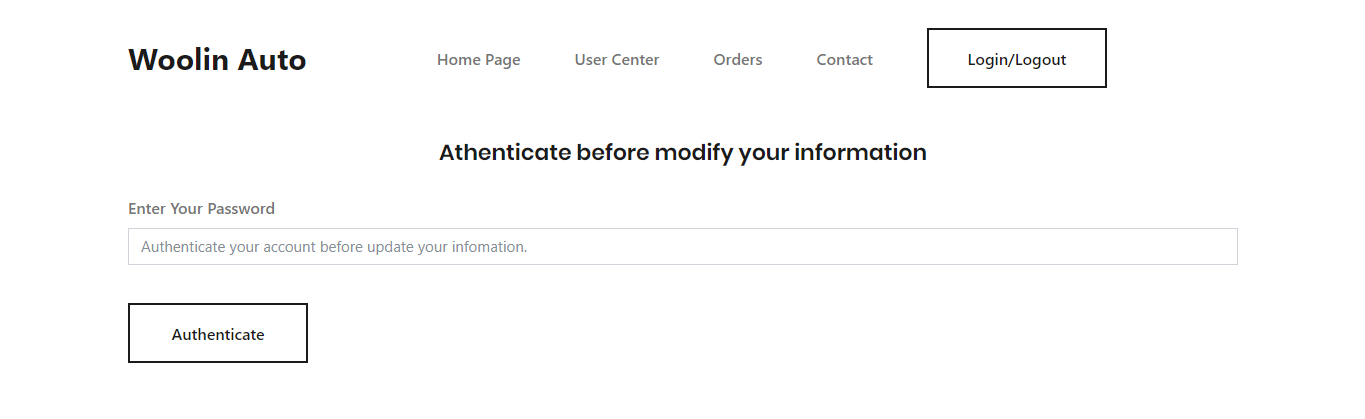 Woolin Auto
Home Page
User Center
Orders
Contact
Login/Logout
Athenticate before modify your information
Enter Your Password
Authenticate your account before update your infomation.
Authenticate